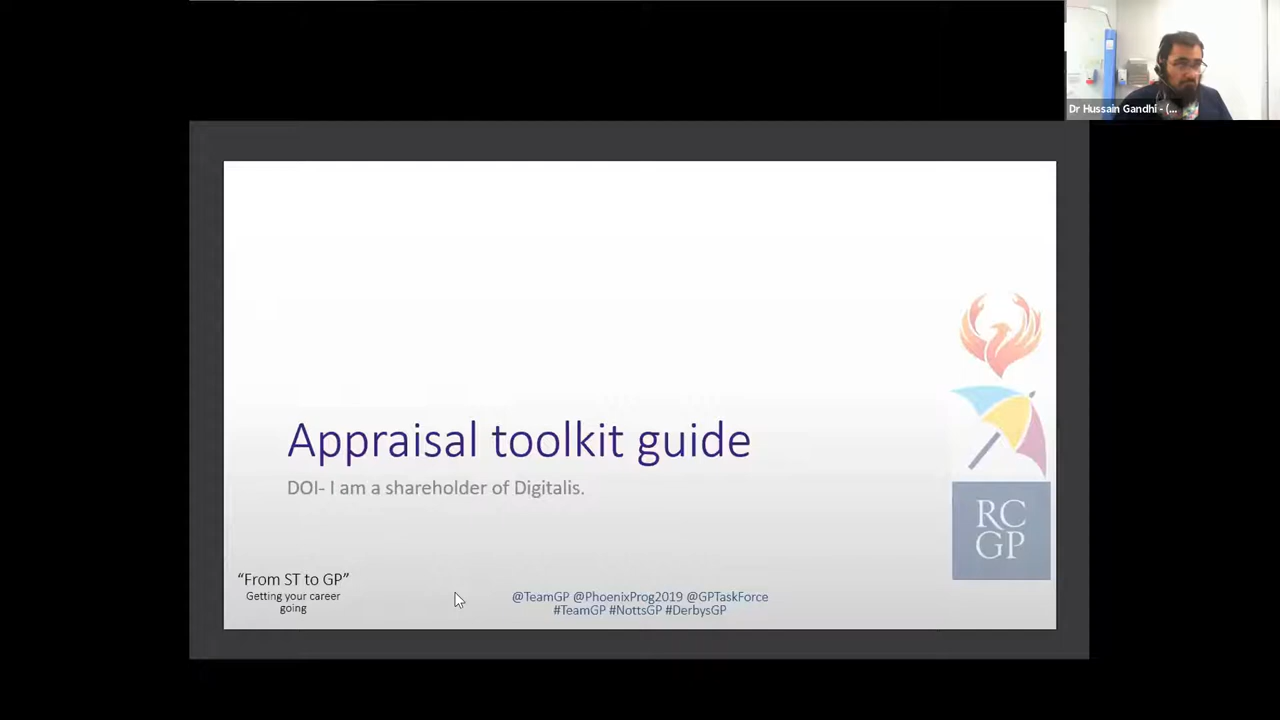 Dr Hussain Gandhi - (...
Appraisal toolkit guide
DOI- I am a shareholder of Digitalis.
RC
GP
“From ST to GP”
Getting your career
going
@TeamGP @PhoenixProg2019 @GPTaskForce
#TeamGP #NottsGP #DerbysGP